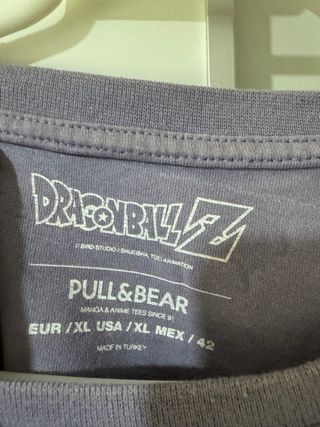 DRAGONBALL Z
© BIRD STUDIO / SHUEISHA, TOEI ANIMATION
PULL&BEAR
MANGA & ANIME TEES SINCE 91
EUR / XL USA / XL MEX / 42
MADE IN TURKEY